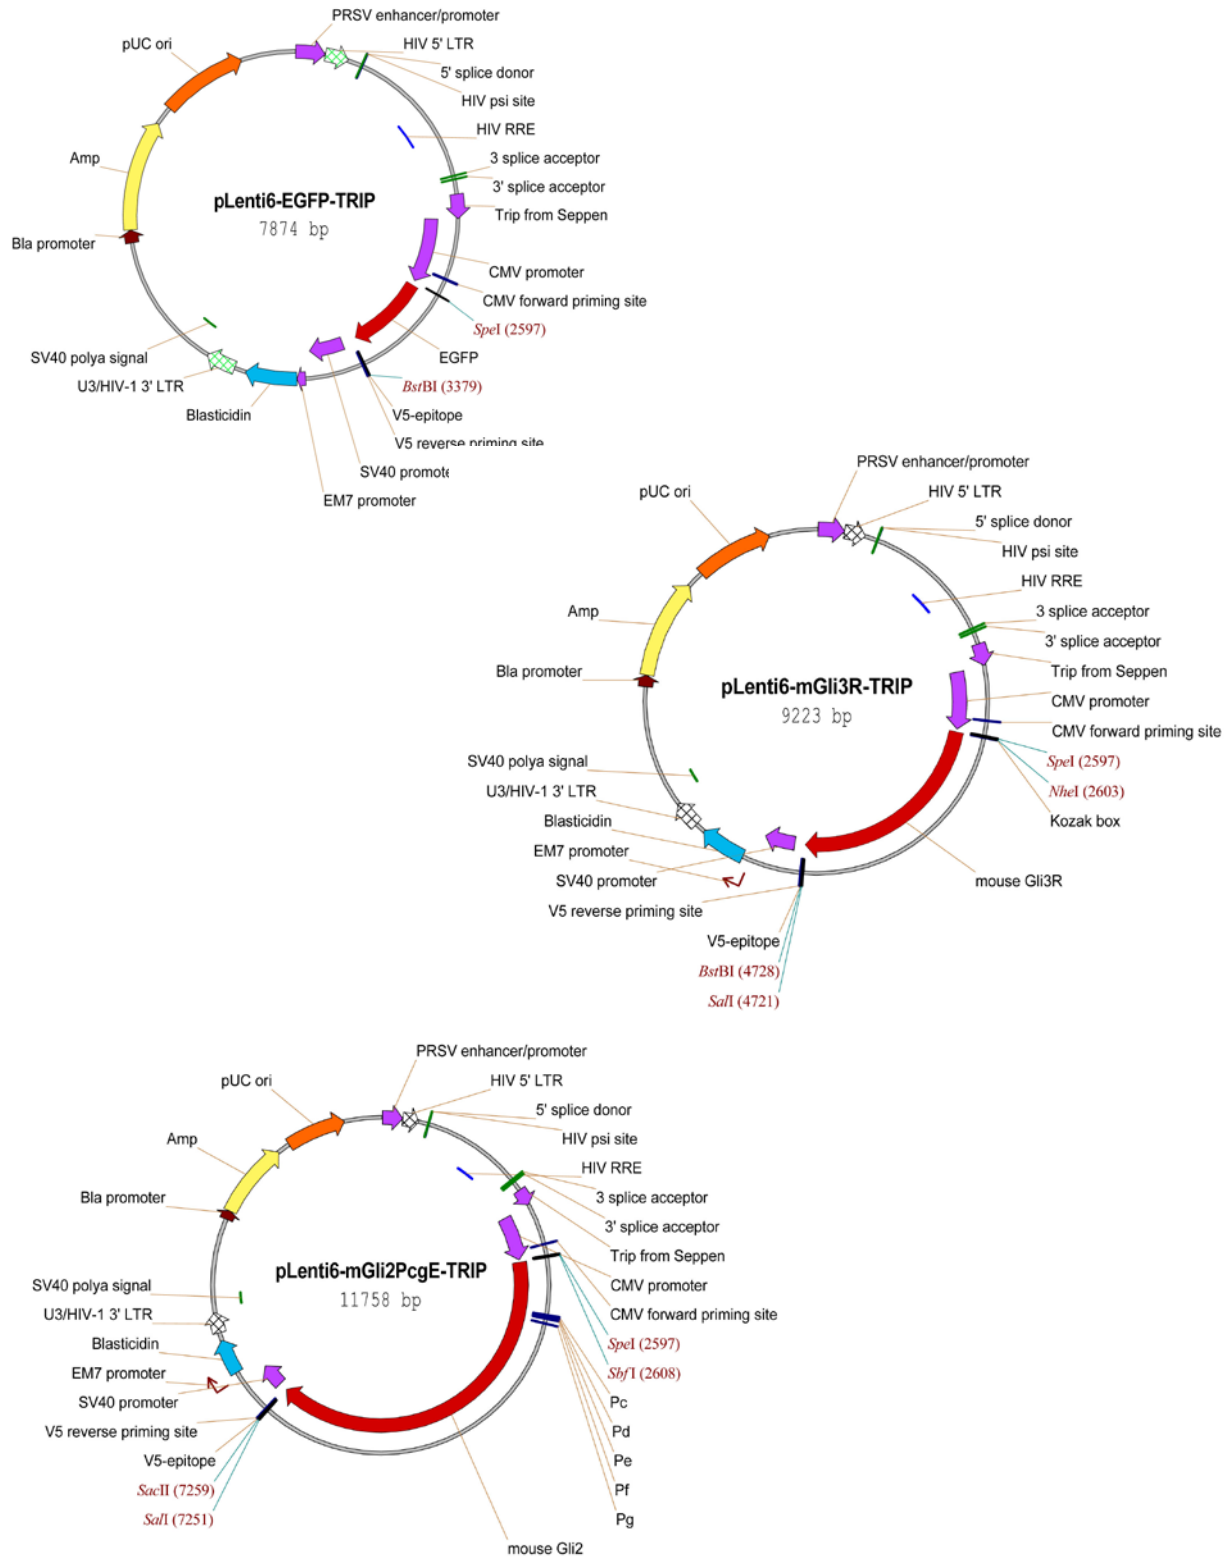 PRSV enhancer/promoter
pUC ori
HIV 5' LTR
5' splice donor
HIV psi site
HIV RRE
Amp
3 splice acceptor
3' splice acceptor
pLenti6-EGFP-TRIP
Trip from Seppen
7874 bp
Bla promoter
CMV promoter
CMV forward priming site
SpeI (2597)
SV40 polya signal
EGFP
U3/HIV-1 3' LTR
BstBI (3379)
Blasticidin
V5-epitope
V5 reverse priming site
SV40 promote
EM7 promoter
PRSV enhancer/promoter
pUC ori
HIV 5' LTR
5' splice donor
HIV psi site
HIV RRE
Amp
3 splice acceptor
3' splice acceptor
Bla promoter
Trip from Seppen
pLenti6-mGli3R-TRIP
CMV promoter
9223 bp
CMV forward priming site
SV40 polya signal
SpeI (2597)
U3/HIV-1 3' LTR
NheI (2603)
Blasticidin
Kozak box
EM7 promoter
SV40 promoter
mouse Gli3R
V5 reverse priming site
V5-epitope
BstBI (4728)
SalI (4721)
PRSV enhancer/promoter
pUC ori
HIV 5' LTR
5' splice donor
Amp
HIV psi site
HIV RRE
Bla promoter
3 splice acceptor
3' splice acceptor
Trip from Seppen
pLenti6-mGli2PcgE-TRIP
SV40 polya signal
CMV promoter
11758 bp
U3/HIV-1 3' LTR
CMV forward priming site
Blasticidin
SpeI (2597)
EM7 promoter
SbfI (2608)
SV40 promoter
Pc
V5 reverse priming site
Pd
V5-epitope
Pe
SacII (7259)
Pf
SalI (7251)
Pg
mouse Gli2